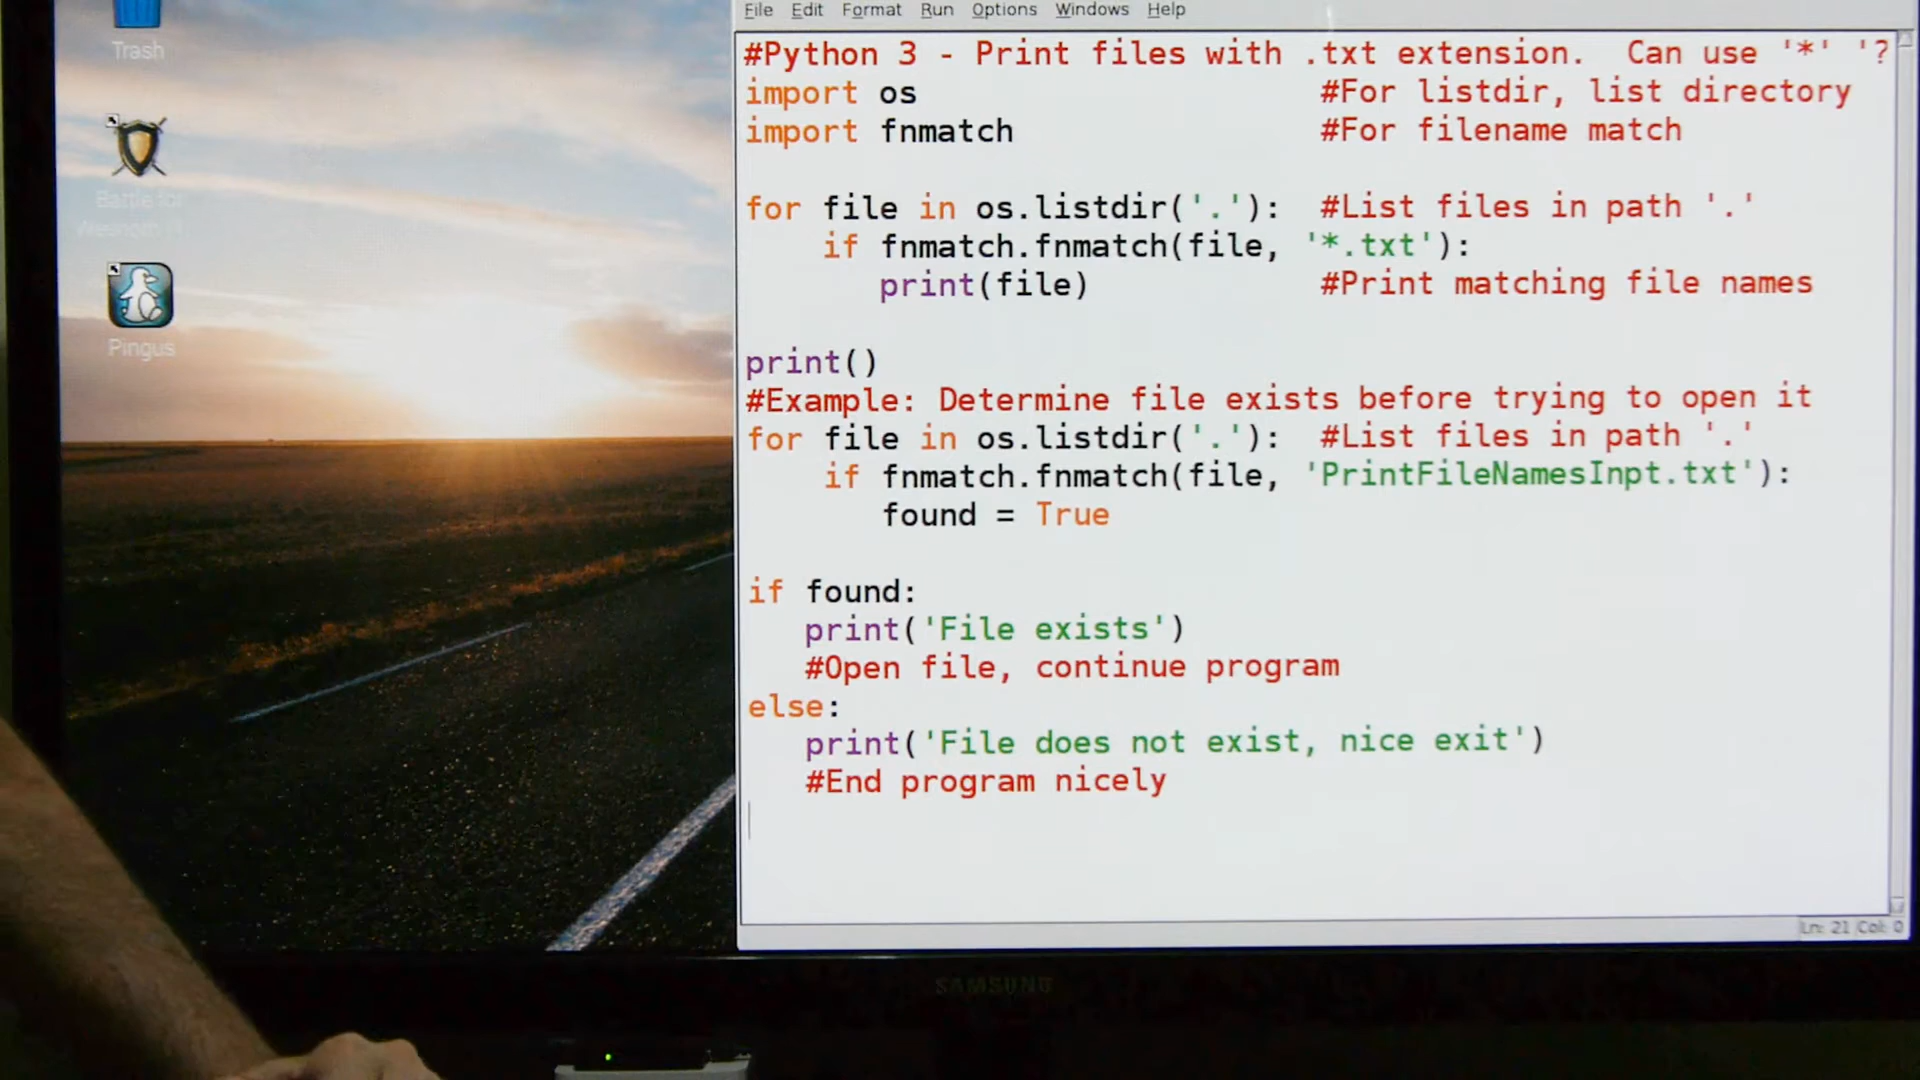 Trash
Battle for
Wesnoth
Pingus
File Edit Format Run Options Windows Help
#Python 3 - Print files with .txt extension.  Can use '*' '?
import os #For listdir, list directory
import fnmatch #For filename match
for file in os.listdir('.'): #List files in path '.'
if fnmatch.fnmatch(file, '*.txt'):
print(file) #Print matching file names
print()
#Example: Determine file exists before trying to open it
for file in os.listdir('.'): #List files in path '.'
if fnmatch.fnmatch(file, 'PrintFileNamesInpt.txt'):
found = True
if found:
print('File exists')
#Open file, continue program
else:
print('File does not exist, nice exit')
#End program nicely
Ln: 21 Col: 0
SAMSUNG